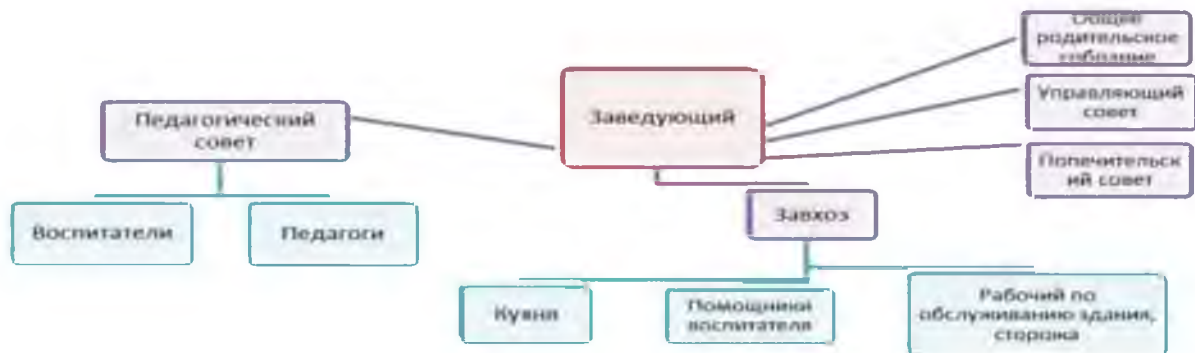 Общее
родительское
собрание
Управляющий
совет
Попечительск
ий совет
Заведующий
Педагогический
совет
Воспитатели
Педагоги
Завхоз
Кухня
Помощники
воспитателя
Рабочий по
обслуживанию здания,
сторожа